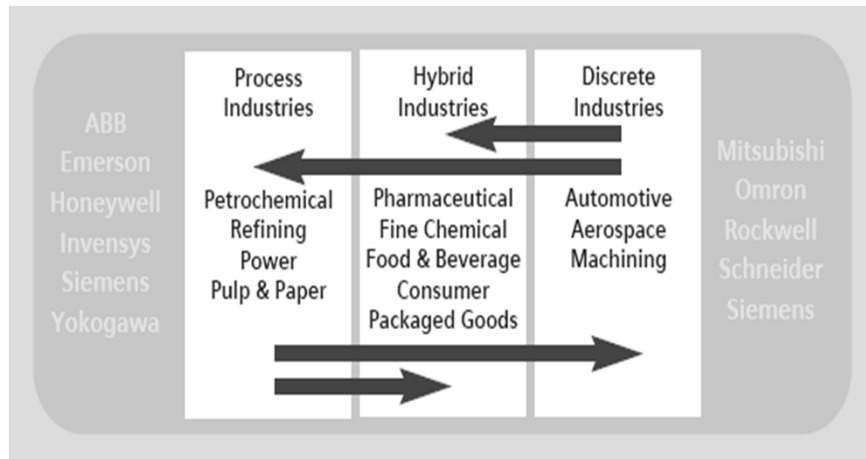 ABB
Emerson
Honeywell
Invensys
Siemens
Yokogawa
Process
Industries
Petrochemical
Refining
Power
Pulp & Paper
Hybrid
Industries
Pharmaceutical
Fine Chemical
Food & Beverage
Consumer
Packaged Goods
Discrete
Industries
Automotive
Aerospace
Machining
Mitsubishi
Omron
Rockwell
Schneider
Siemens